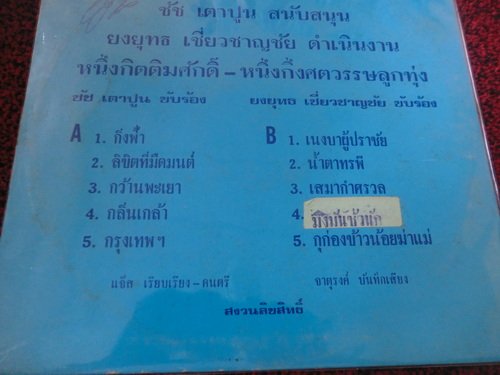 ชัช เตาปูน สนับสนุน
ยงยุทธ เชี่ยวชาญชัย ดำเนินงาน
หนึ่งกิตติมศักดิ์ – หนึ่งกึ่งศตวรรษลูกทุ่ง
ชัช เตาปูน ขับร้อง ยงยุทธ เชี่ยวชาญชัย ขับร้อง
A 1. กิ่งฟ้า B 1. เนงบาผู้ปราชัย
2. ลิขิตที่มืดมนต์ 2. น้ำตาทรพี
3. กว๊านพะเยา 3. เสมากำศรวล
4. กลิ่นเกล้า 4.
5. กรุงเทพฯ 5. กุก่องข้าวน้อยฆ่าแม่
แจ๊ส เรียบเรียง – ดนตรี จาตุรงค์ บันทึกเสียง
สงวนลิขสิทธิ์